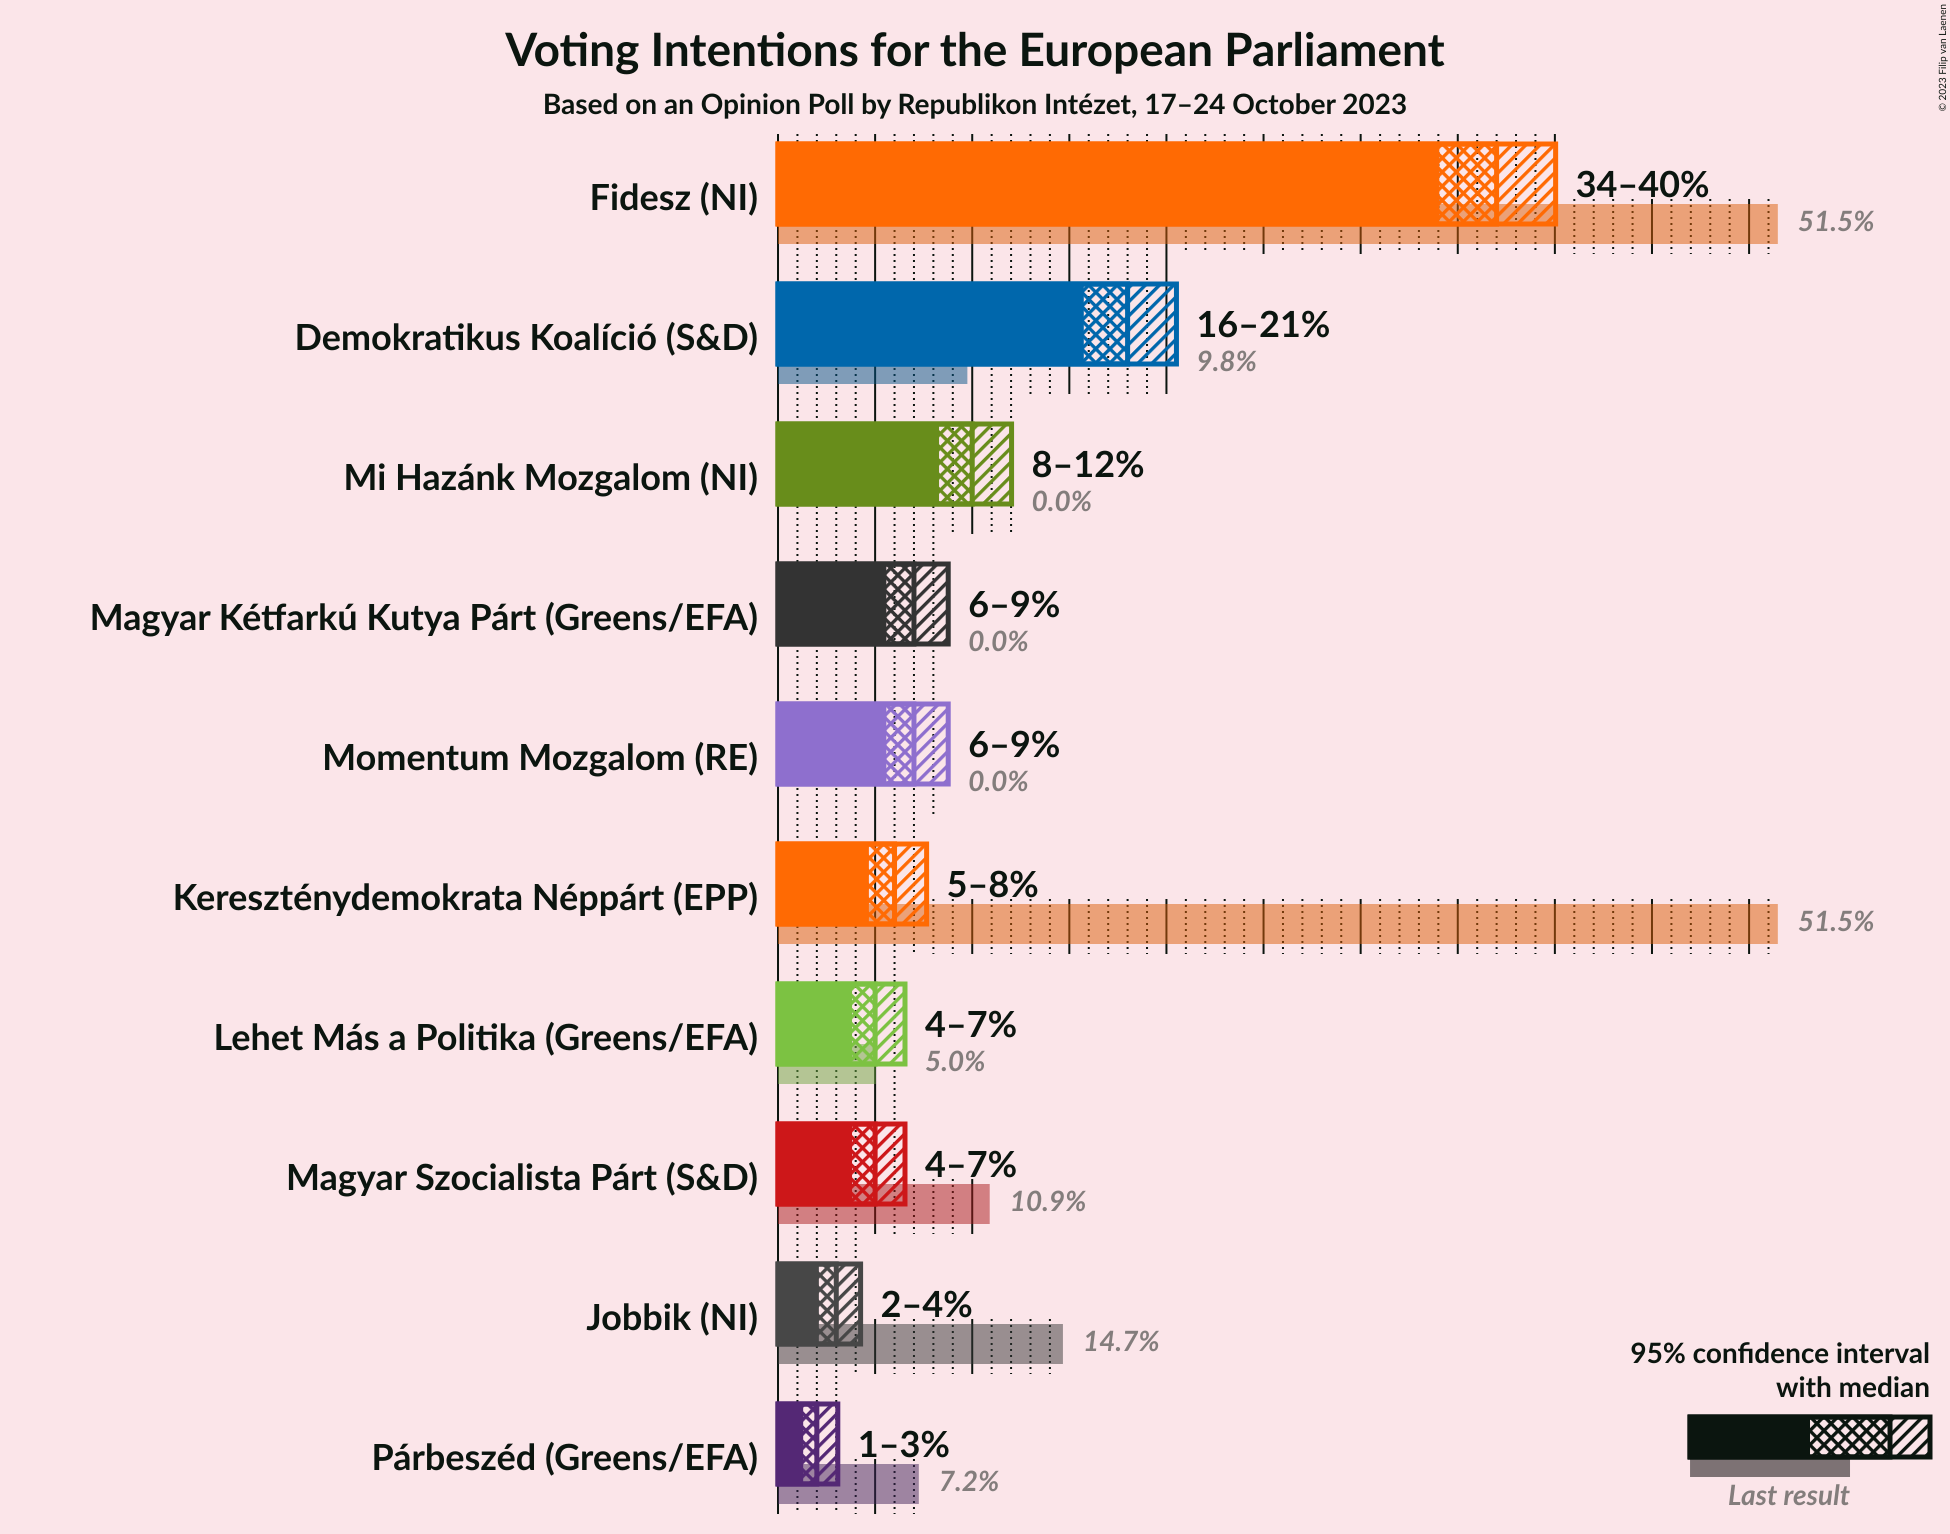 Voting Intentions for the European Parliament
Based on an Opinion Poll by Republikon Intézet, 17–24 October 2023
© 2023 Filip van Laenen
Fidesz (NI)
34–40%
51.5%
Demokratikus Koalíció (S&D)
16–21%
9.8%
Mi Hazánk Mozgalom (NI)
8–12%
0.0%
Magyar Kétfarkú Kutya Párt (Greens/EFA)
6–9%
0.0%
Momentum Mozgalom (RE)
6–9%
0.0%
Kereszténydemokrata Néppárt (EPP)
5–8%
51.5%
Lehet Más a Politika (Greens/EFA)
4–7%
5.0%
Magyar Szocialista Párt (S&D)
4–7%
10.9%
Jobbik (NI)
2–4%
14.7%
Párbeszéd (Greens/EFA)
1–3%
7.2%
95% confidence interval
with median
Last result